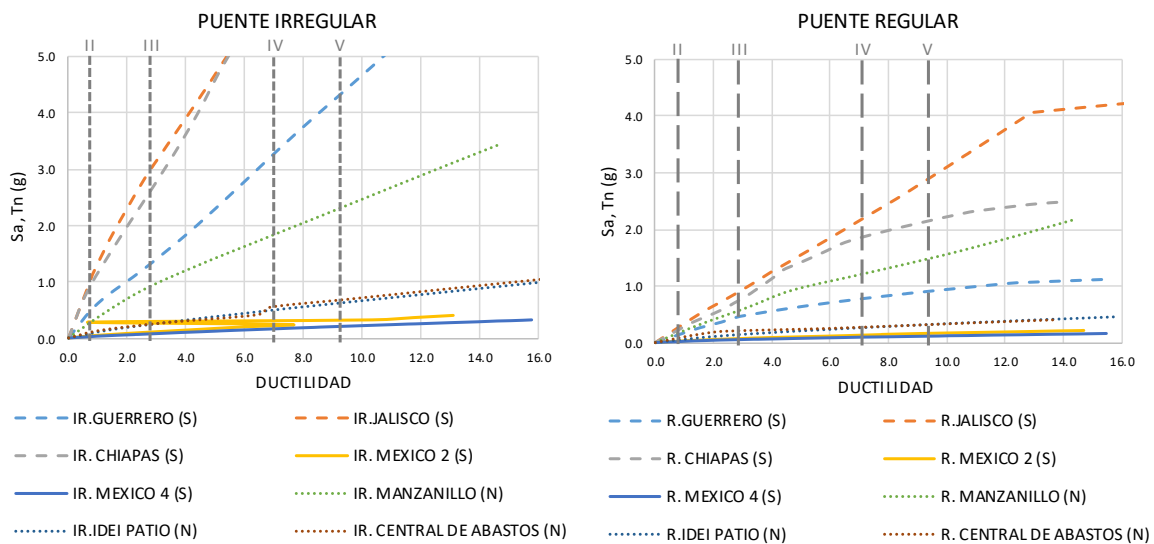 PUENTE IRREGULAR
II III IV V
5.0
4.0
3.0
2.0
1.0
0.0
Sa, Tn (g)
0.0 2.0 4.0 6.0 8.0 10.0 12.0 14.0 16.0
DUCTILIDAD
IR.GUERRERO (S) IR.JALISCO (S)
IR. CHIAPAS (S) IR. MEXICO 2 (S)
IR. MEXICO 4 (S) IR. MANZANILLO (N)
IR.IDEI PATIO (N) IR. CENTRAL DE ABASTOS (N)
PUENTE REGULAR
II III IV V
5.0
4.0
3.0
2.0
1.0
0.0
Sa, Tn (g)
0.0 2.0 4.0 6.0 8.0 10.0 12.0 14.0 16.0
DUCTILIDAD
R.GUERRERO (S) R.JALISCO (S)
R. CHIAPAS (S) R. MEXICO 2 (S)
R. MEXICO 4 (S) R. MANZANILLO (N)
R.IDEI PATIO (N) R. CENTRAL DE ABASTOS (N)